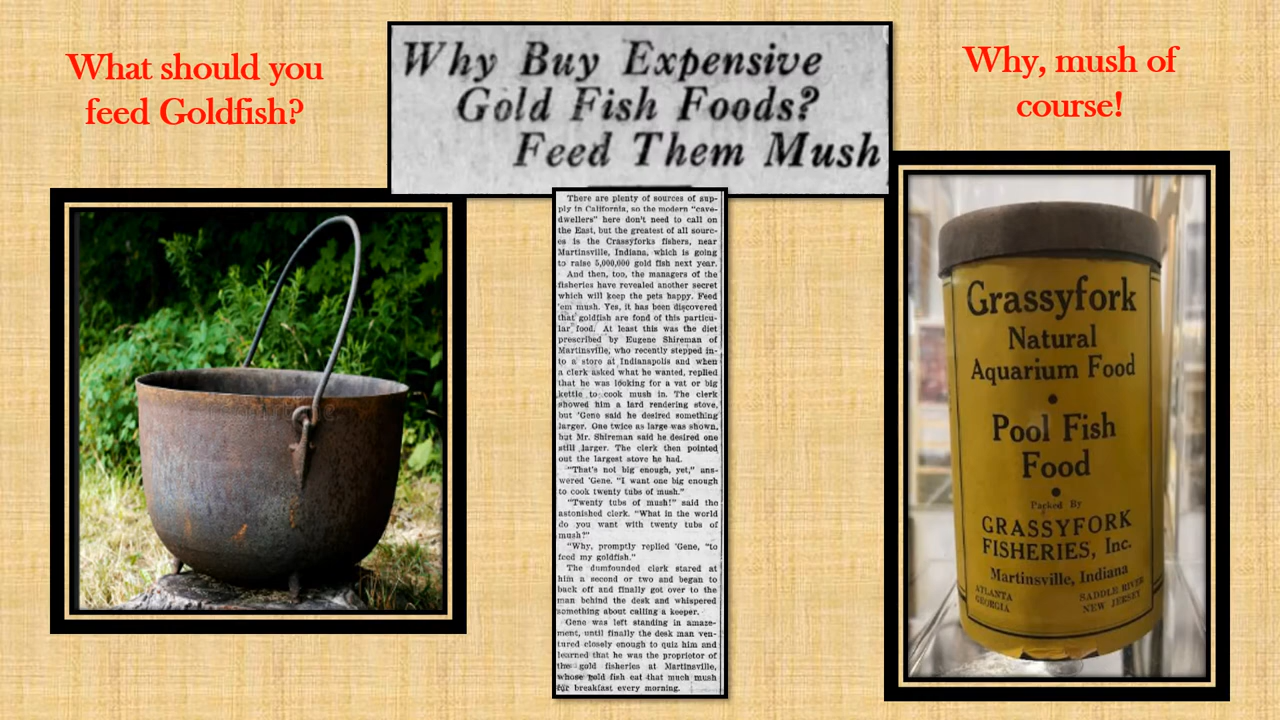 What should you
feed Goldfish?
Why Buy Expensive
Gold Fish Foods?
Feed Them Mush
Why, mush of
course!
There are plenty of sources of sup-
ply in California, so the modern "cave-
dwellers" here don't need to call on
the East, but the greatest of all sourc-
es is the Crassyforks fishers, near
Martinsville, Indiana, which is going
to raise 5,000,000 gold fish next year.
And then, too, the managers of the
fisheries have revealed another secret
which will keep the pets happy. Feed
'em mush. Yes, it has been discovered
that goldfish are fond of this particu-
lar food. At least this was the diet
prescribed by Eugene Shireman of
Martinsville, who recently stepped in-
to a store at Indianapolis and when
a clerk asked what he wanted, replied
that he was looking for a vat or big
kettle to cook mush in. The clerk
showed him a lard rendering stove,
but 'Gene said he desired something
larger. One twice as large was shown,
but Mr. Shireman said he desired one
still larger. The clerk then pointed
out the largest stove he had.
"That's not big enough, yet," ans-
wered 'Gene. "I want one big enough
to cook twenty tubs of mush."
"Twenty tubs of mush!" said the
astonished clerk. "What in the world
do you want with twenty tubs of
mush?"
"Why, promptly replied 'Gene, "to
feed my goldfish."
The dumfounded clerk stared at
him a second or two and began to
back off and finally got over to the
man behind the desk and whispered
something about calling a keeper.
Gene was left standing in amaze-
ment, until finally the desk man ven-
tured closely enough to quiz him and
learned that he was the proprietor of
the gold fisheries at Martinsville,
whose gold fish eat that much mush
for breakfast every morning.
Grassyfork
Natural
Aquarium Food
Pool Fish
Food
Packed By
GRASSYFORK
FISHERIES, Inc.
Martinsville, Indiana
ATLANTA
GEORGIA
SADDLE RIVER
NEW JERSEY